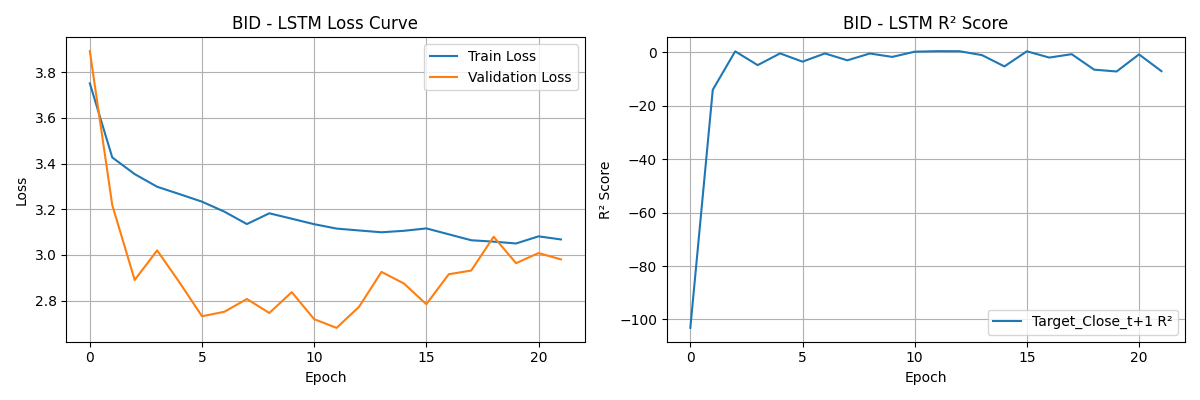 BID - LSTM Loss Curve
Train Loss
Validation Loss
Loss
3.8
3.6
3.4
3.2
3.0
2.8
0 5 10 15 20
Epoch
BID - LSTM R² Score
R² Score
0
−20
−40
−60
−80
−100
Target_Close_t+1 R²
0 5 10 15 20
Epoch